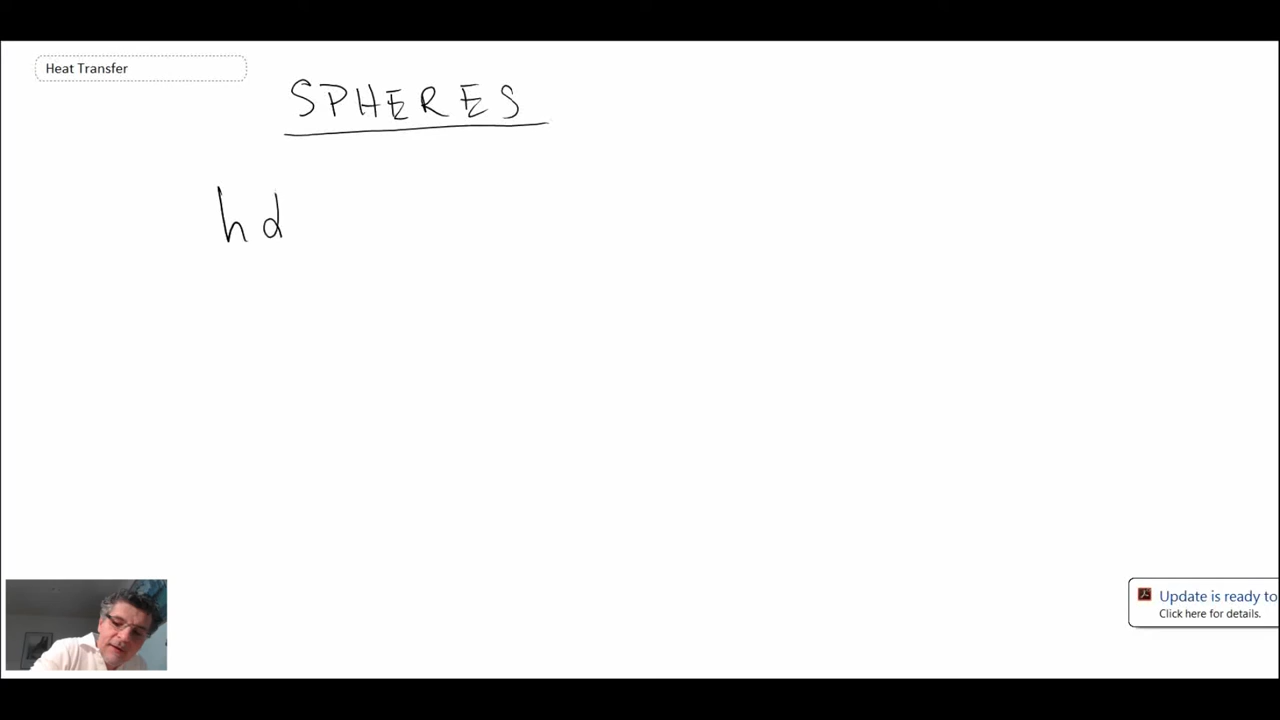 Heat Transfer
SPHERES
hd
Update is ready to
Click here for details.